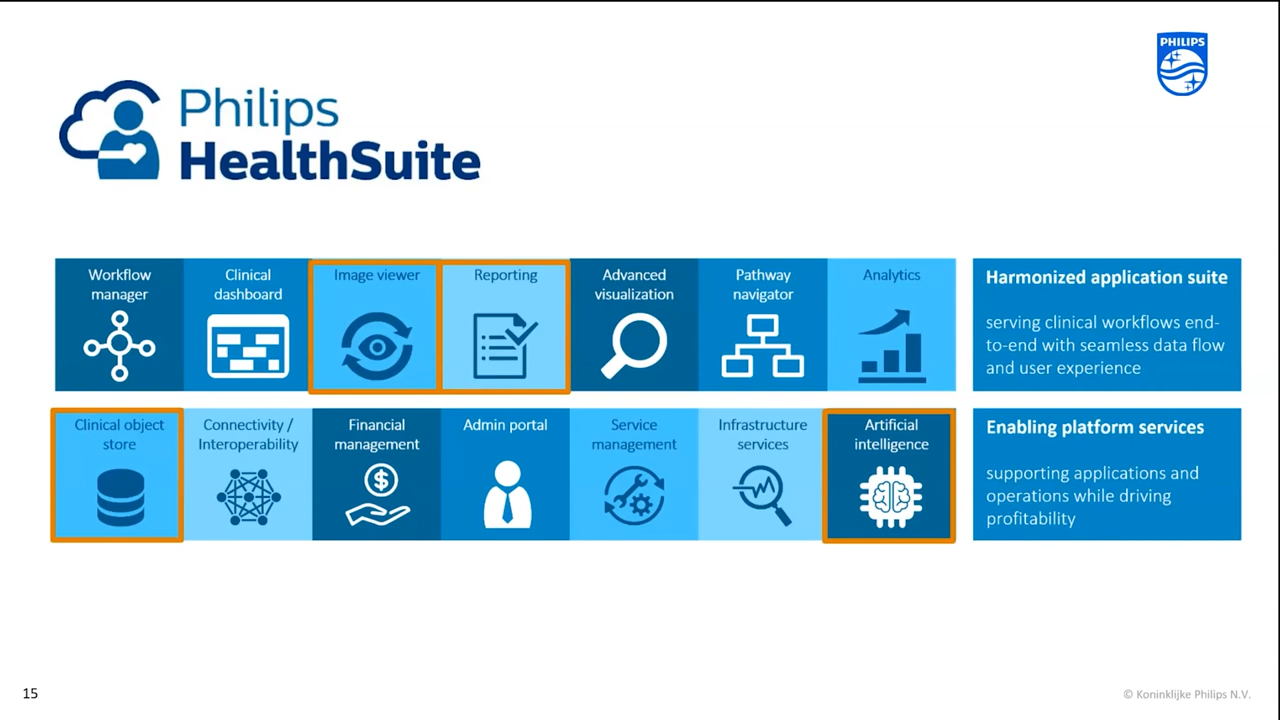 PHILIPS
Philips
HealthSuite
Workflow
manager
Clinical
dashboard
Image viewer
Reporting
Advanced
visualization
Pathway
navigator
Analytics
Harmonized application suite
serving clinical workflows end-
to-end with seamless data flow
and user experience
Clinical object
store
Connectivity /
Interoperability
Financial
management
$
Admin portal
Service
management
Infrastructure
services
Artificial
intelligence
Enabling platform services
supporting applications and
operations while driving
profitability
15
© Koninklijke Philips N.V.